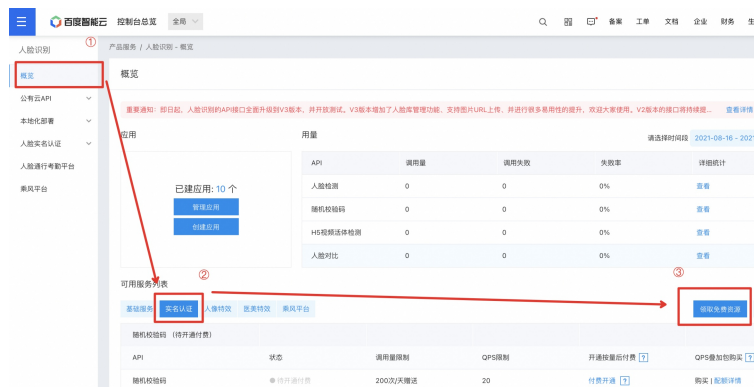 百度智能云 控制台总览 全局 备案 工单 文档 企业 财务
人脸识别 ① 产品服务 / 人脸识别 - 概览
概览
概览
公有云API
本地化部署
人脸实名认证
人脸通行考勤平台
乘风平台
重要通知：即日起，人脸识别的API接口全面升级到V3版本、并开放测试。V3版本增加了人脸库管理功能、支持图片URL上传、并进行很多易用性的提升，欢迎大家使用。V2版本的接口将持续提... 查看详情
应用
已建应用: 10 个
管理应用
创建应用
用量 请选择时间段 2021-08-16 - 2021
API 调用量 调用失败 失败率 详细统计
人脸检测 0 0 0% 查看
随机校验码 0 0 0% 查看
H5视频活体检测 0 0 0% 查看
人脸对比 0 0 0% 查看
可用服务列表 ② ③
基础服务 实名认证 人像特效 医美特效 乘风平台 领取免费资源
随机校验码 (待开通付费)
API 状态 调用量限制 QPS限制 开通按量后付费 ? QPS叠加包购买 ?
随机校验码 待开通付费 200次/天赠送 20 付费开通 ? 购买 | 配额详情